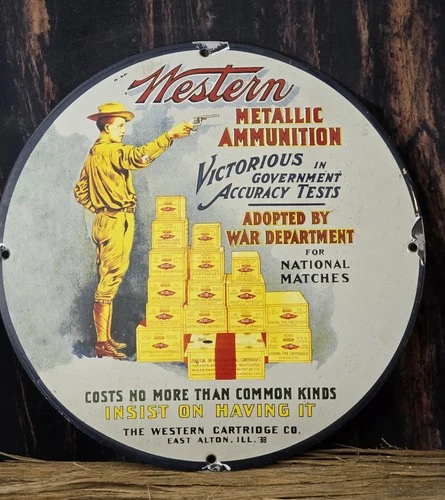 Western
METALLIC
AMMUNITION
VICTORIOUS IN
GOVERNMENT
ACCURACY TESTS
ADOPTED BY
WAR DEPARTMENT
FOR
NATIONAL
MATCHES
COSTS NO MORE THAN COMMON KINDS
INSIST ON HAVING IT
THE WESTERN CARTRIDGE CO.
EAST ALTON, ILL.